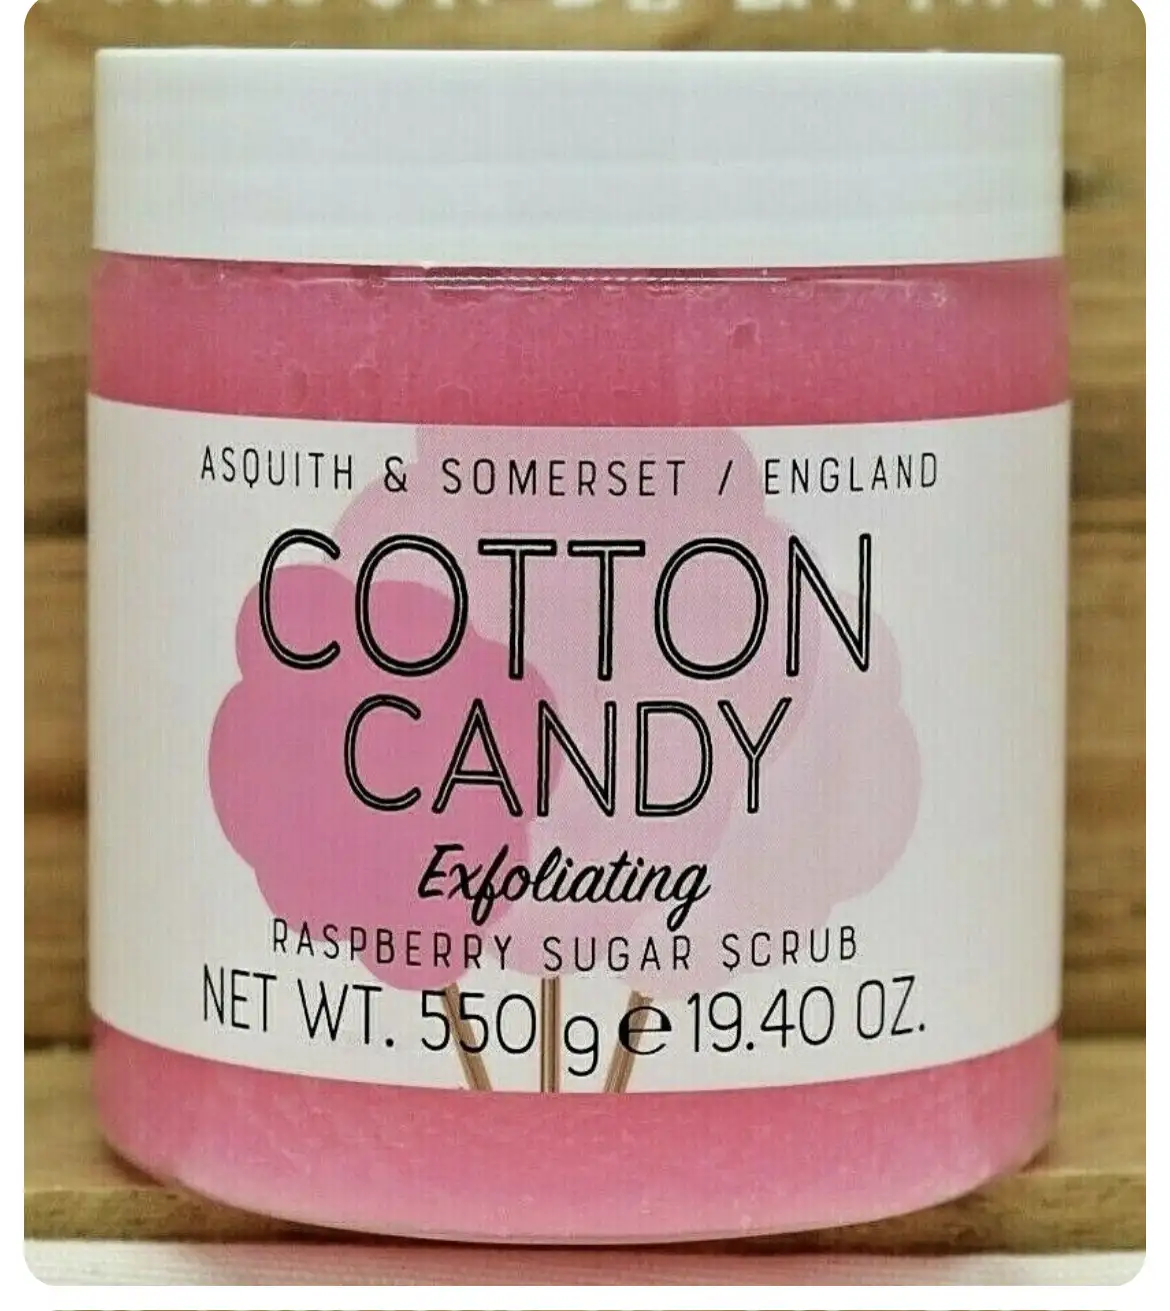 ASQUITH & SOMERSET / ENGLAND
COTTON
CANDY
Exfoliating
RASPBERRY SUGAR SCRUB
NET WT. 550 g e 19.40 OZ.